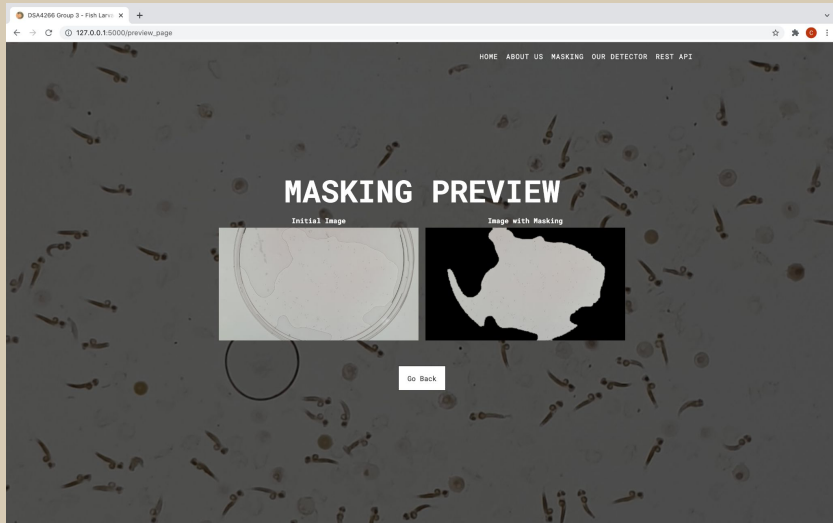 DSA4266 Group 3 - Fish Larva
127.0.0.1:5000/preview_page
C
HOME ABOUT US MASKING OUR DETECTOR REST API
MASKING PREVIEW
Initial Image Image with Masking
Go Back